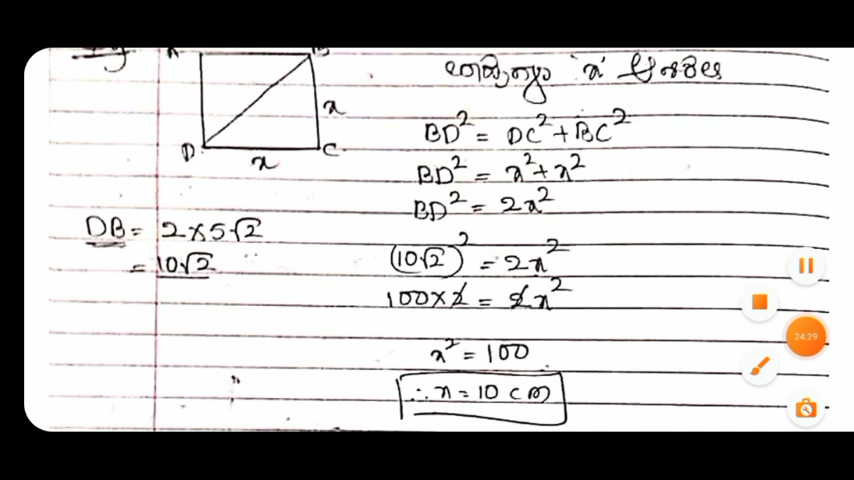 B
x
D
C
x
DB = 2×5√2
= 10√2
'x' ആയാൽ
BD² = DC² + BC²
BD² = x² + x²
BD² = 2x²
(10√2)² = 2x²
100×2 = 2x²
x² = 100
∴ x = 10 cm
24:29